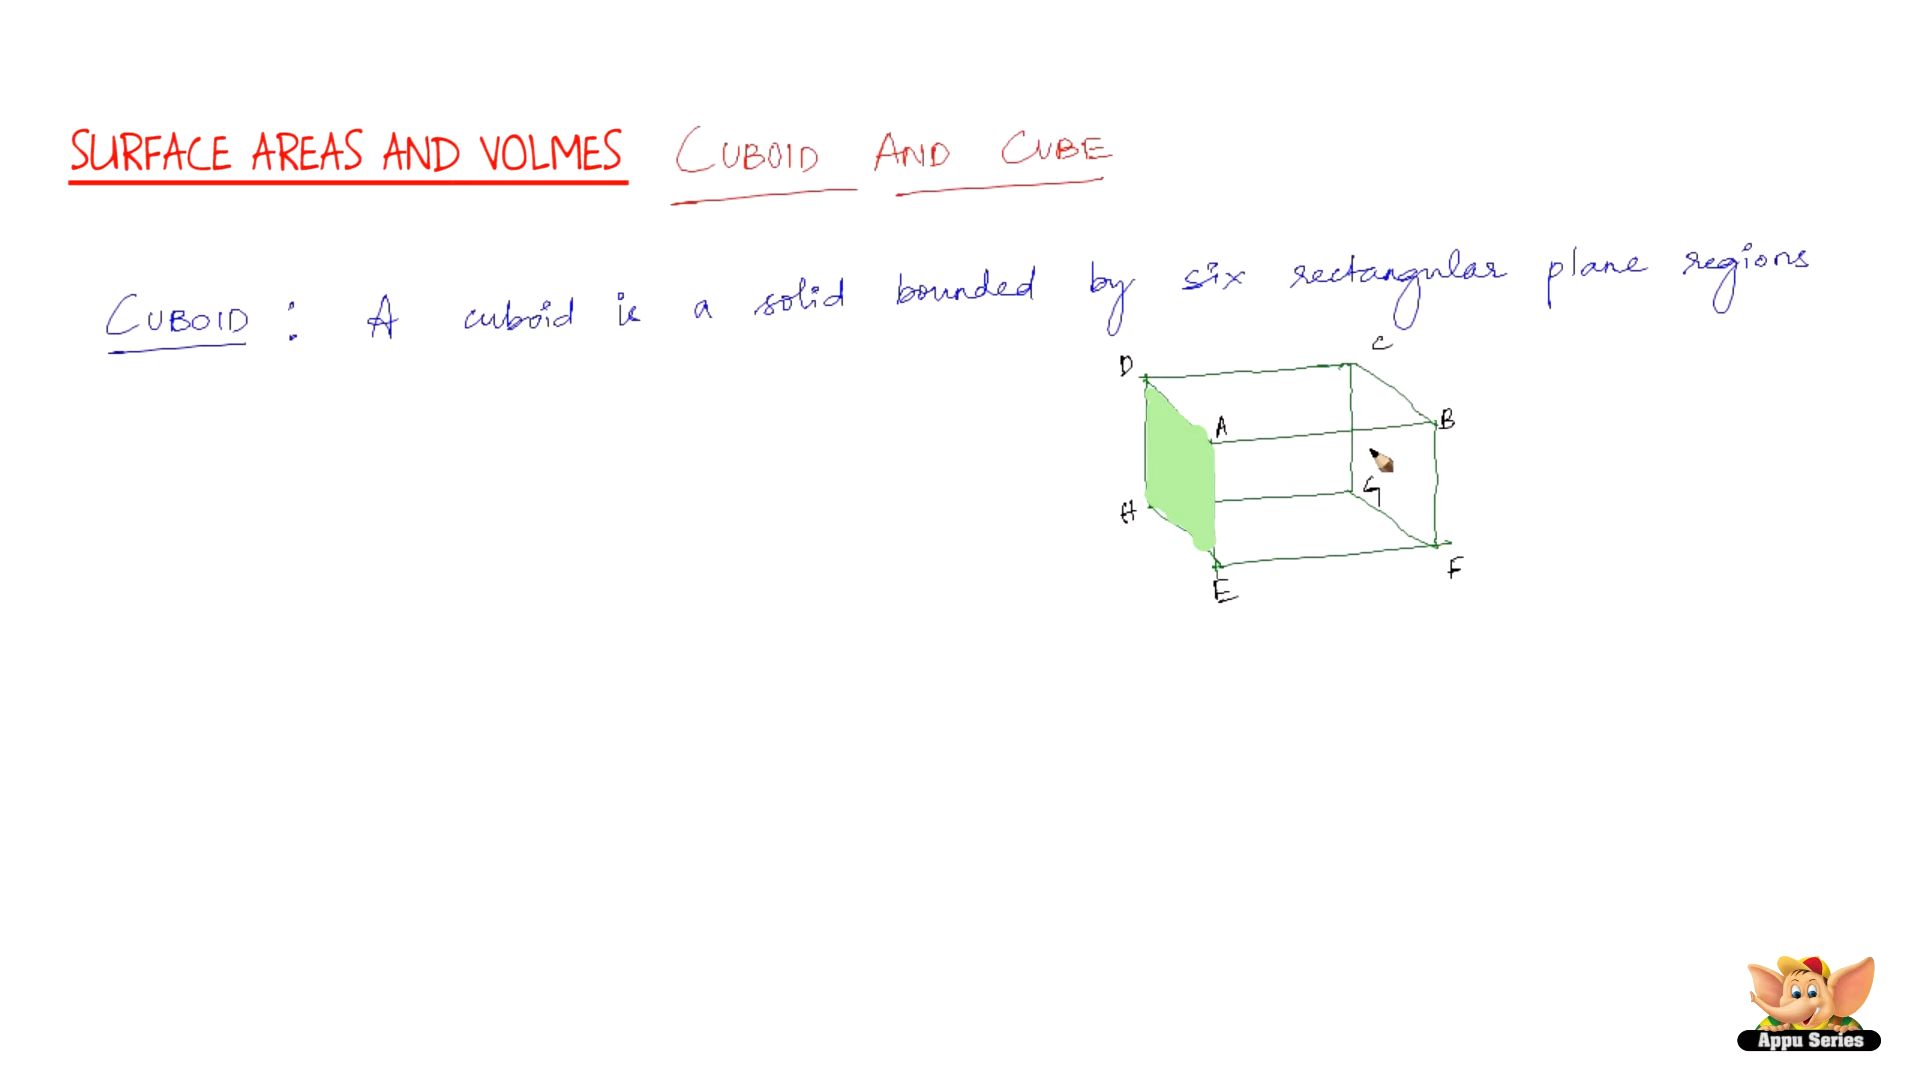 SURFACE AREAS AND VOLMES CUBOID AND CUBE
CUBOID : A cuboid is a solid bounded by six rectangular plane regions
C
D
A
B
G
H
F
E
Appu Series